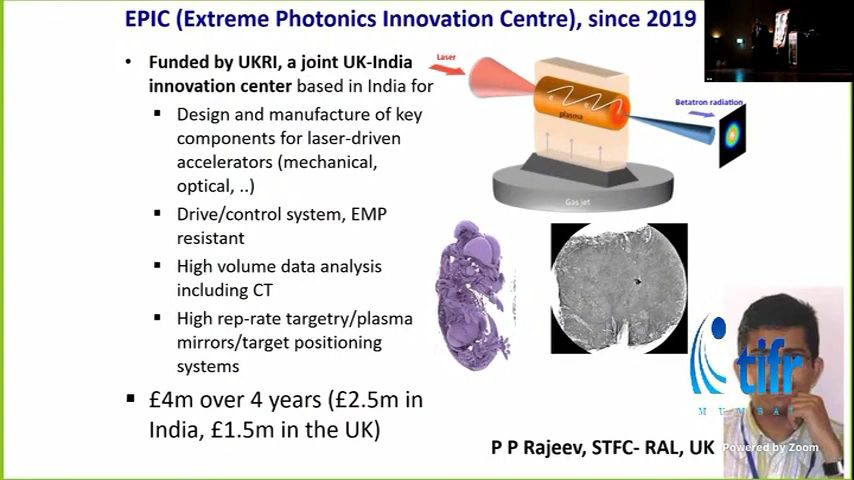 EPIC (Extreme Photonics Innovation Centre), since 2019
• Funded by UKRI, a joint UK-India
innovation center based in India for
▪ Design and manufacture of key
components for laser-driven
accelerators (mechanical,
optical, ..)
▪ Drive/control system, EMP
resistant
▪ High volume data analysis
including CT
▪ High rep-rate targetry/plasma
mirrors/target positioning
systems
▪ £4m over 4 years (£2.5m in
India, £1.5m in the UK)
Laser
plasma
Betatron radiation
Gas jet
tifr
MUMBAI
P P Rajeev, STFC- RAL, UK
Powered by Zoom